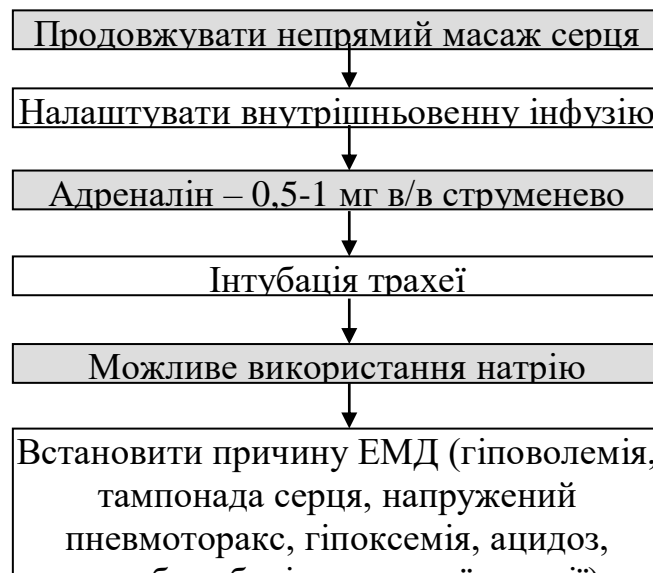 Продовжувати непрямий масаж серця
Налаштувати внутрішньовенну інфузію
Адреналін – 0,5-1 мг в/в струменево
Інтубація трахеї
Можливе використання натрію
Встановити причину ЕМД (гіповолемія,
тампонада серця, напружений
пневмоторакс, гіпоксемія, ацидоз,